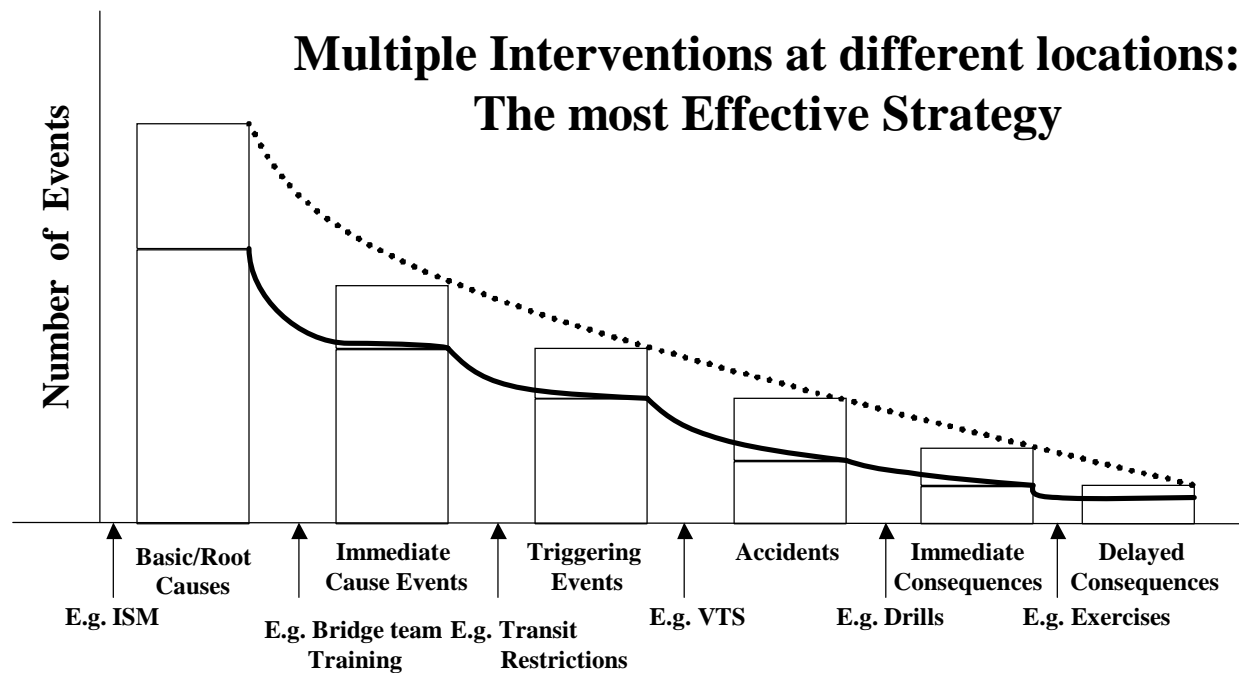 Multiple Interventions at different locations:
The most Effective Strategy
Number of Events
Basic/Root
Causes
Immediate
Cause Events
Triggering
Events
Accidents
Immediate
Consequences
Delayed
Consequences
E.g. ISM
E.g. Bridge team
Training
E.g. Transit
Restrictions
E.g. VTS
E.g. Drills
E.g. Exercises